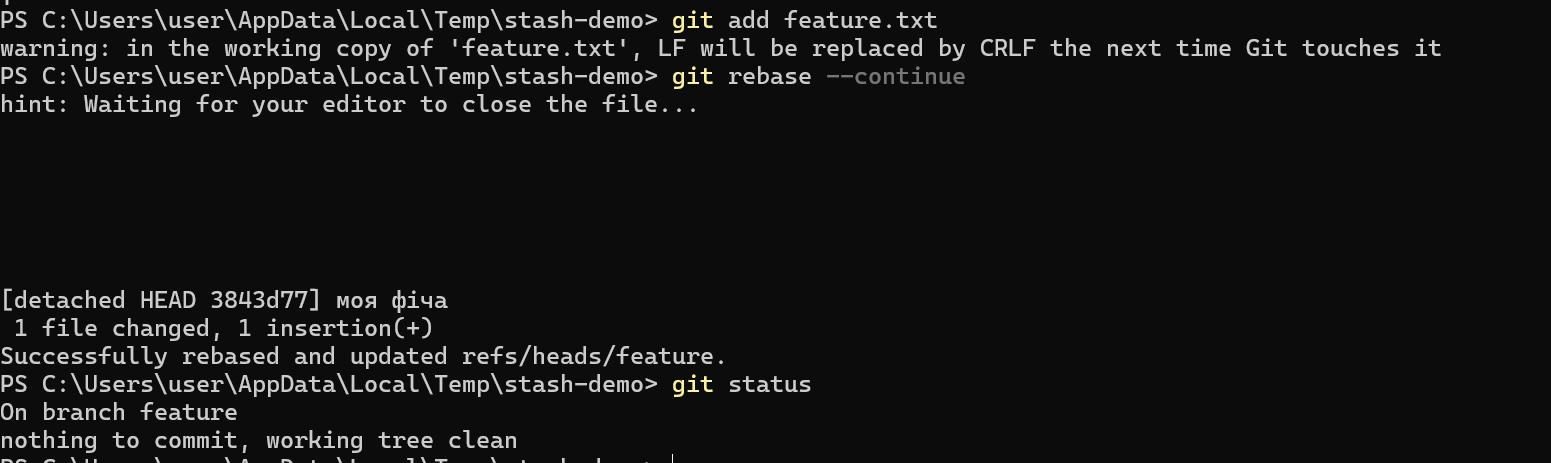 PS C:\Users\user\AppData\Local\Temp\stash-demo> git add feature.txt
warning: in the working copy of 'feature.txt', LF will be replaced by CRLF the next time Git touches it
PS C:\Users\user\AppData\Local\Temp\stash-demo> git rebase --continue
hint: Waiting for your editor to close the file...
[detached HEAD 3843d77] моя фіча
 1 file changed, 1 insertion(+)
Successfully rebased and updated refs/heads/feature.
PS C:\Users\user\AppData\Local\Temp\stash-demo> git status
On branch feature
nothing to commit, working tree clean